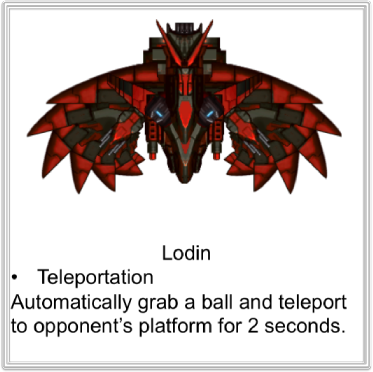 Lodin
• Teleportation
Automatically grab a ball and teleport
to opponent’s platform for 2 seconds.